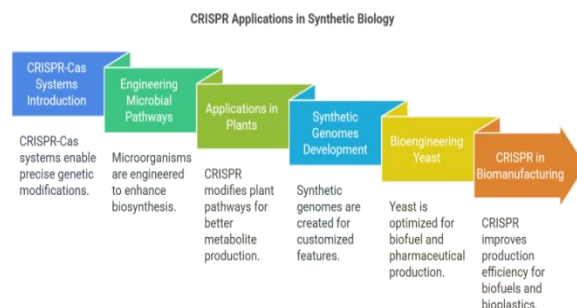 CRISPR Applications in Synthetic Biology
CRISPR-Cas
Systems
Introduction
CRISPR-Cas
systems enable
precise genetic
modifications.
Engineering
Microbial
Pathways
Microorganisms
are engineered
to enhance
biosynthesis.
Applications in
Plants
CRISPR
modifies plant
pathways for
better
metabolite
production.
Synthetic
Genomes
Development
Synthetic
genomes are
created for
customized
features.
Bioengineering
Yeast
Yeast is
optimized for
biofuel and
pharmaceutical
production.
CRISPR in
Biomanufacturing
CRISPR
improves
production
efficiency for
biofuels and
bioplastics.